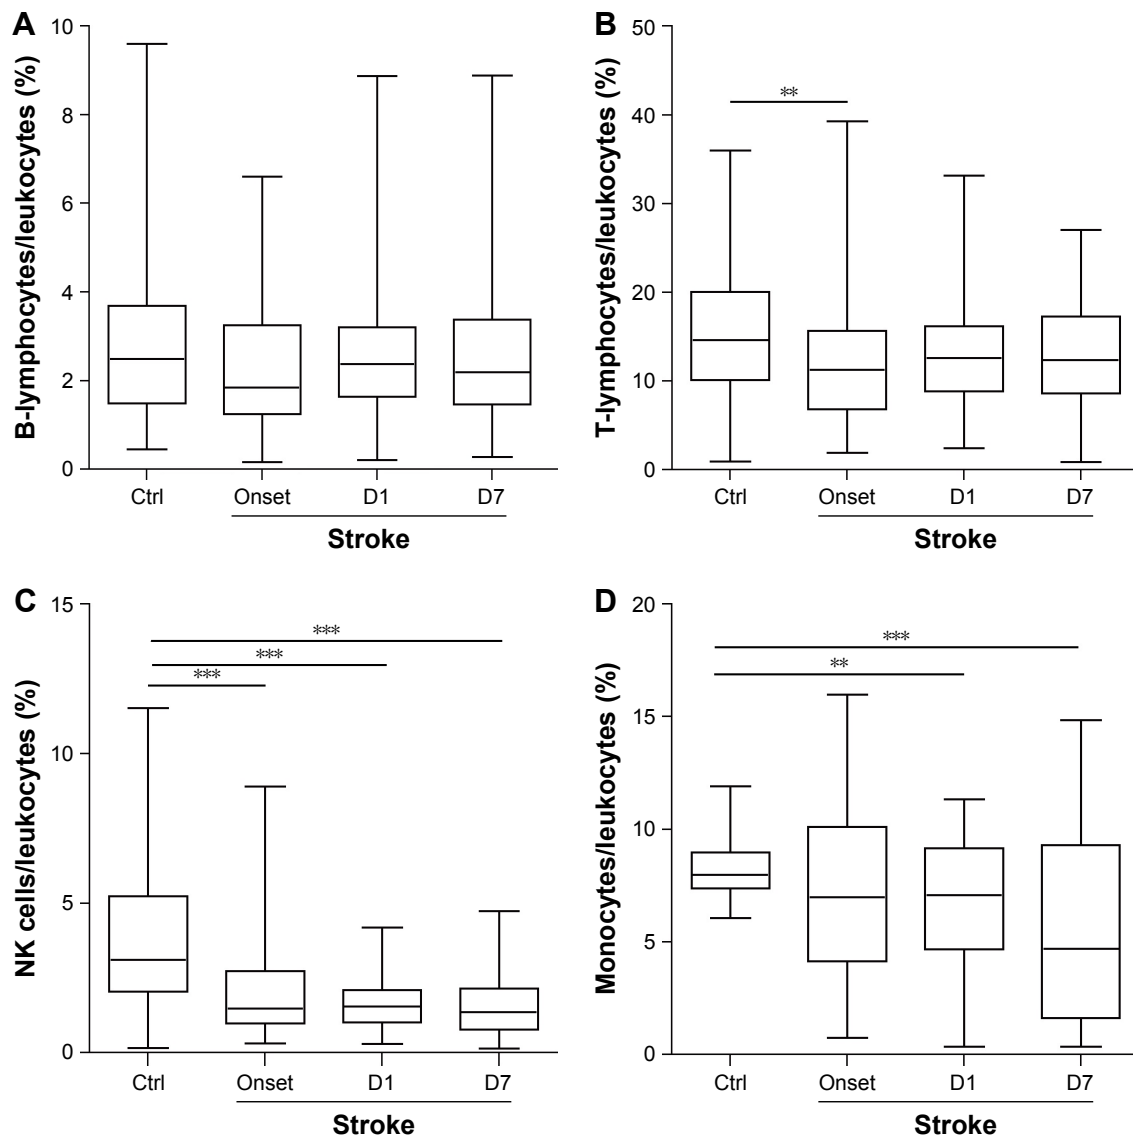 A
B-lymphocytes/leukocytes (%)
10
8
6
4
2
0
Ctrl Onset D1 D7
Stroke
B
T-lymphocytes/leukocytes (%)
50
40
30
20
10
0
**
Ctrl Onset D1 D7
Stroke
C
NK cells/leukocytes (%)
15
10
5
0
***
***
***
Ctrl Onset D1 D7
Stroke
D
Monocytes/leukocytes (%)
20
15
10
5
0
***
**
Ctrl Onset D1 D7
Stroke